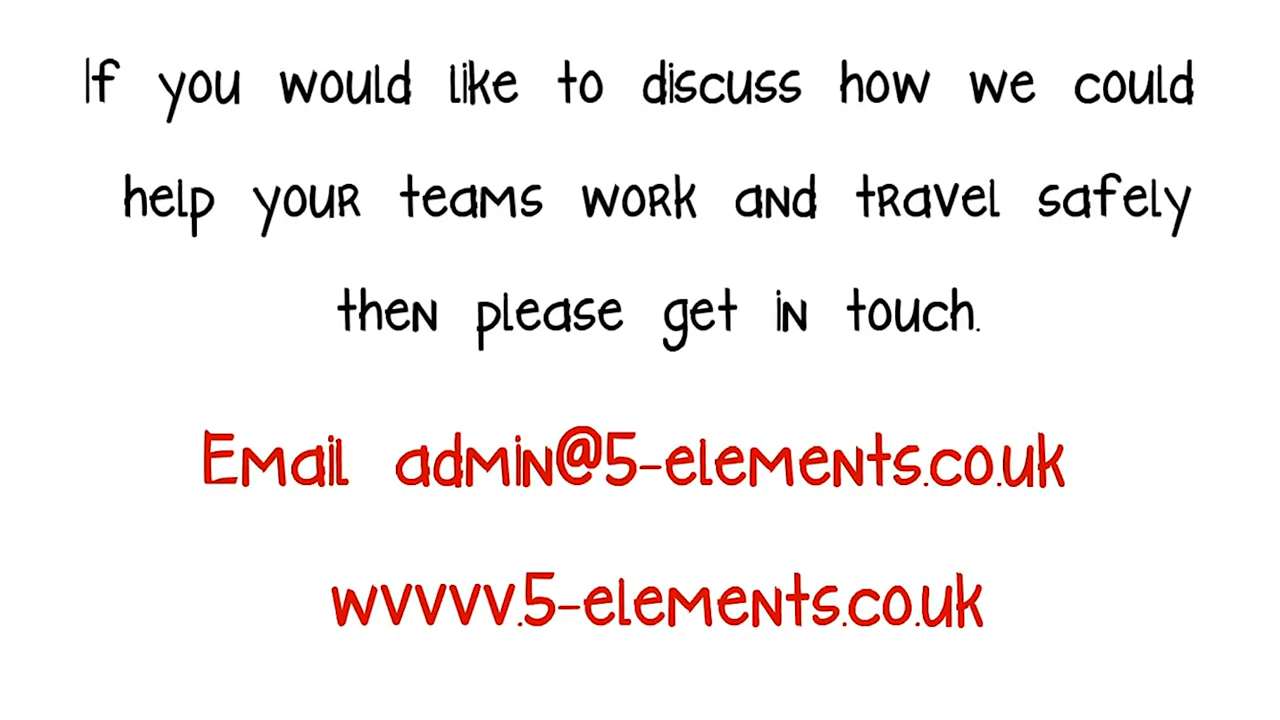 If you would like to discuss how we could
help your teams work and travel safely
then please get in touch.
Email admin@5-elements.co.uk
www.5-elements.co.uk